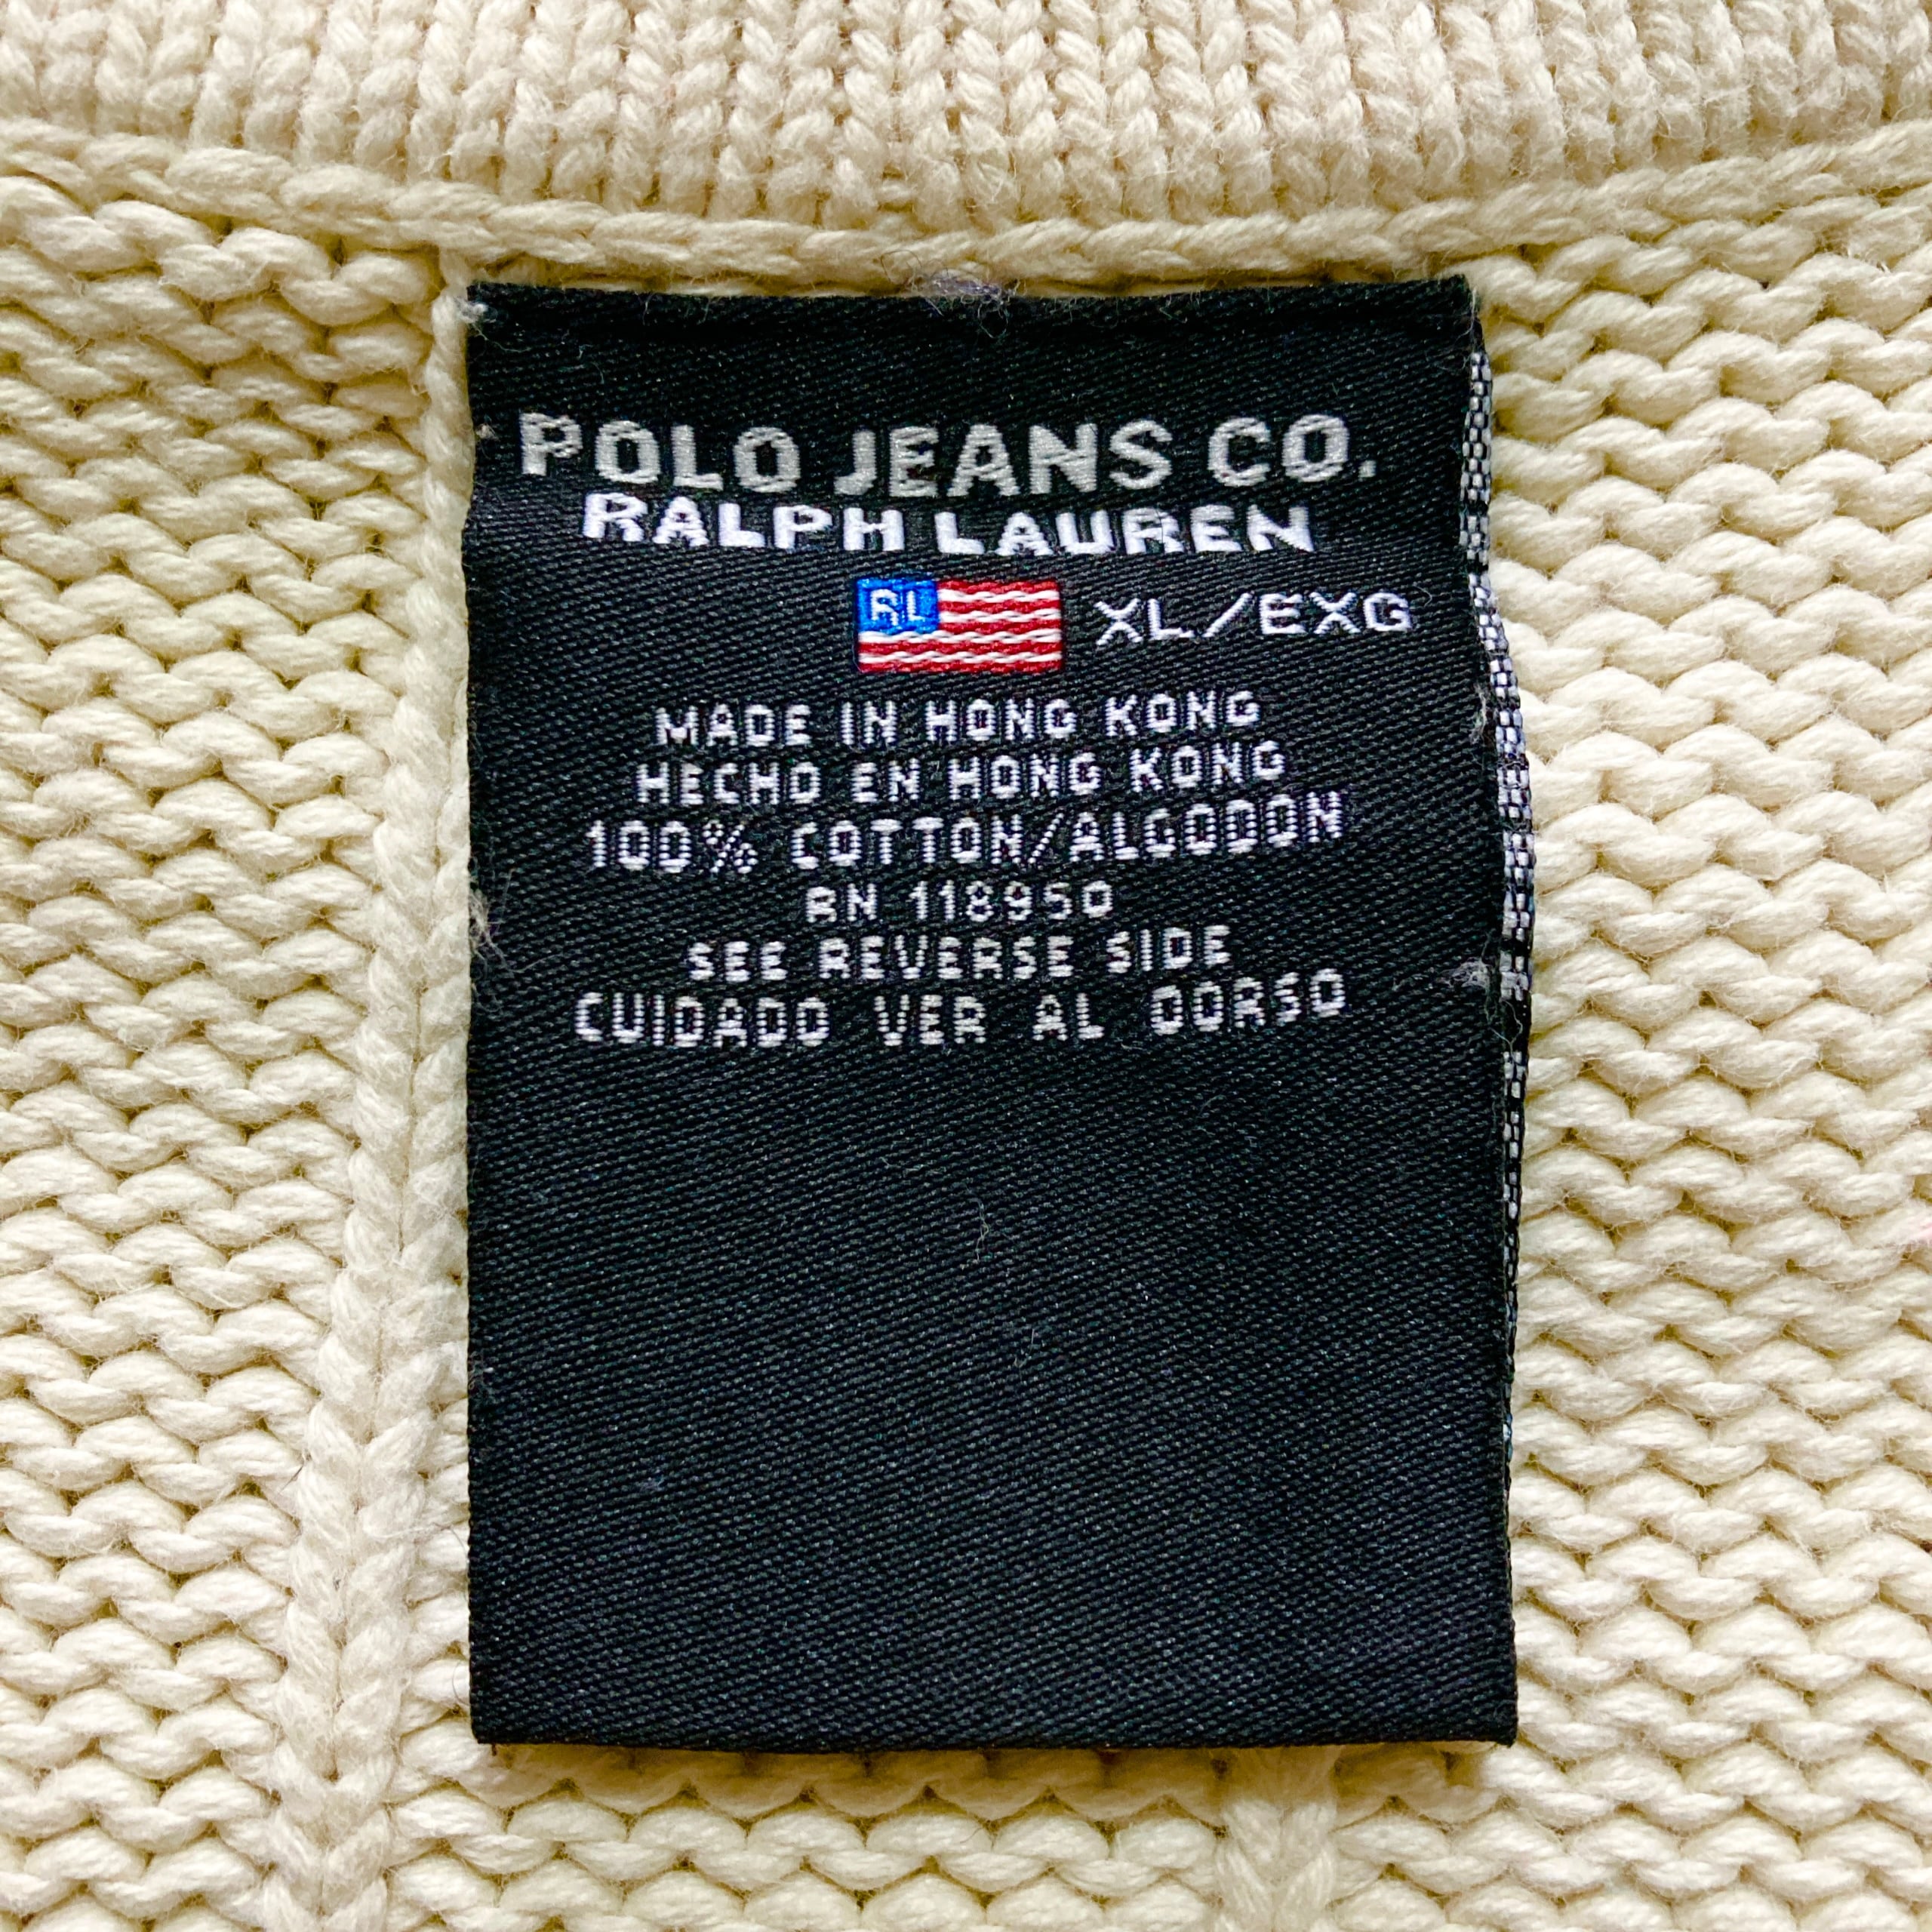 POLO JEANS CO.
RALPH LAUREN
RL XL/EXG
MADE IN HONG KONG
HECHO EN HONG KONG
100% COTTON/ALGODON
RN 118950
SEE REVERSE SIDE
CUIDADO VER AL DORSO